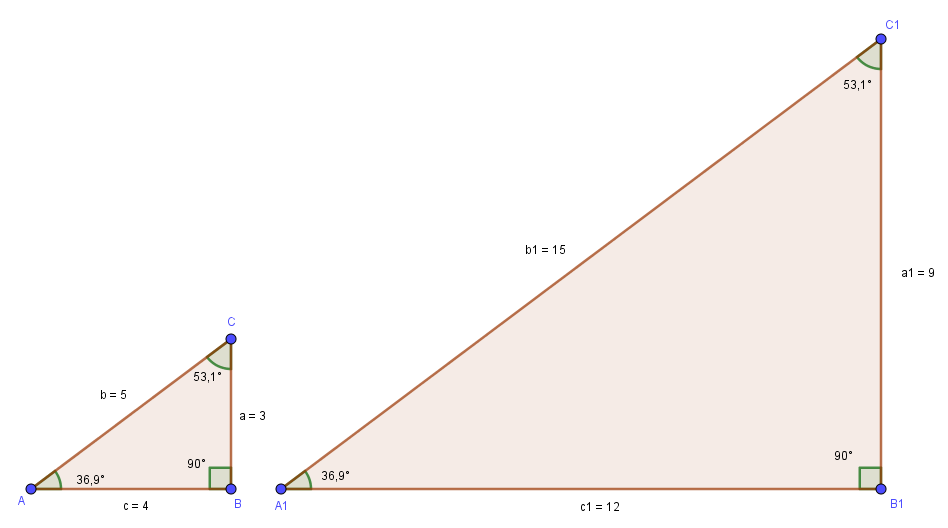 C1
53,1°
b1 = 15
a1 = 9
C
53,1°
b = 5
a = 3
90°
90°
36,9°
36,9°
A
c = 4
B
A1
c1 = 12
B1